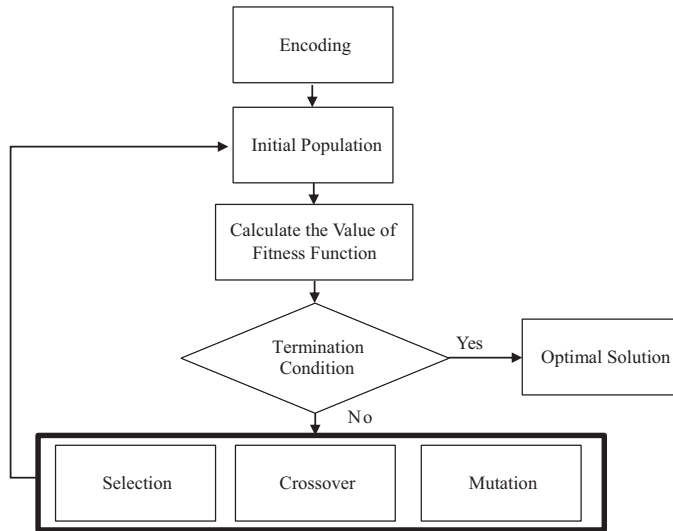 Encoding
Initial Population
Calculate the Value of
Fitness Function
Termination
Condition
Yes
Optimal Solution
No
Selection
Crossover
Mutation